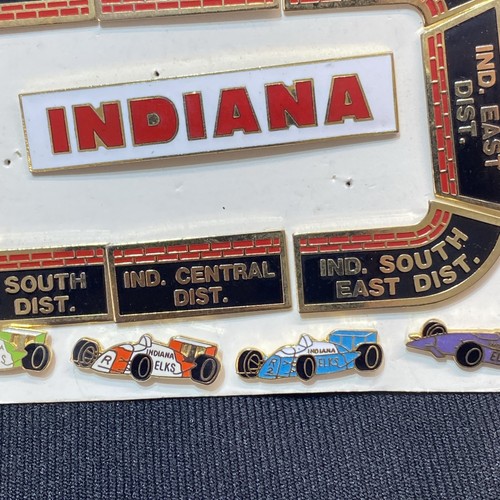 INDIANA
IND. EAST
DIST.
SOUTH
DIST.
IND. CENTRAL
DIST.
IND. SOUTH
EAST DIST.
R
INDIANA
ELKS
INDIANA
ELKS